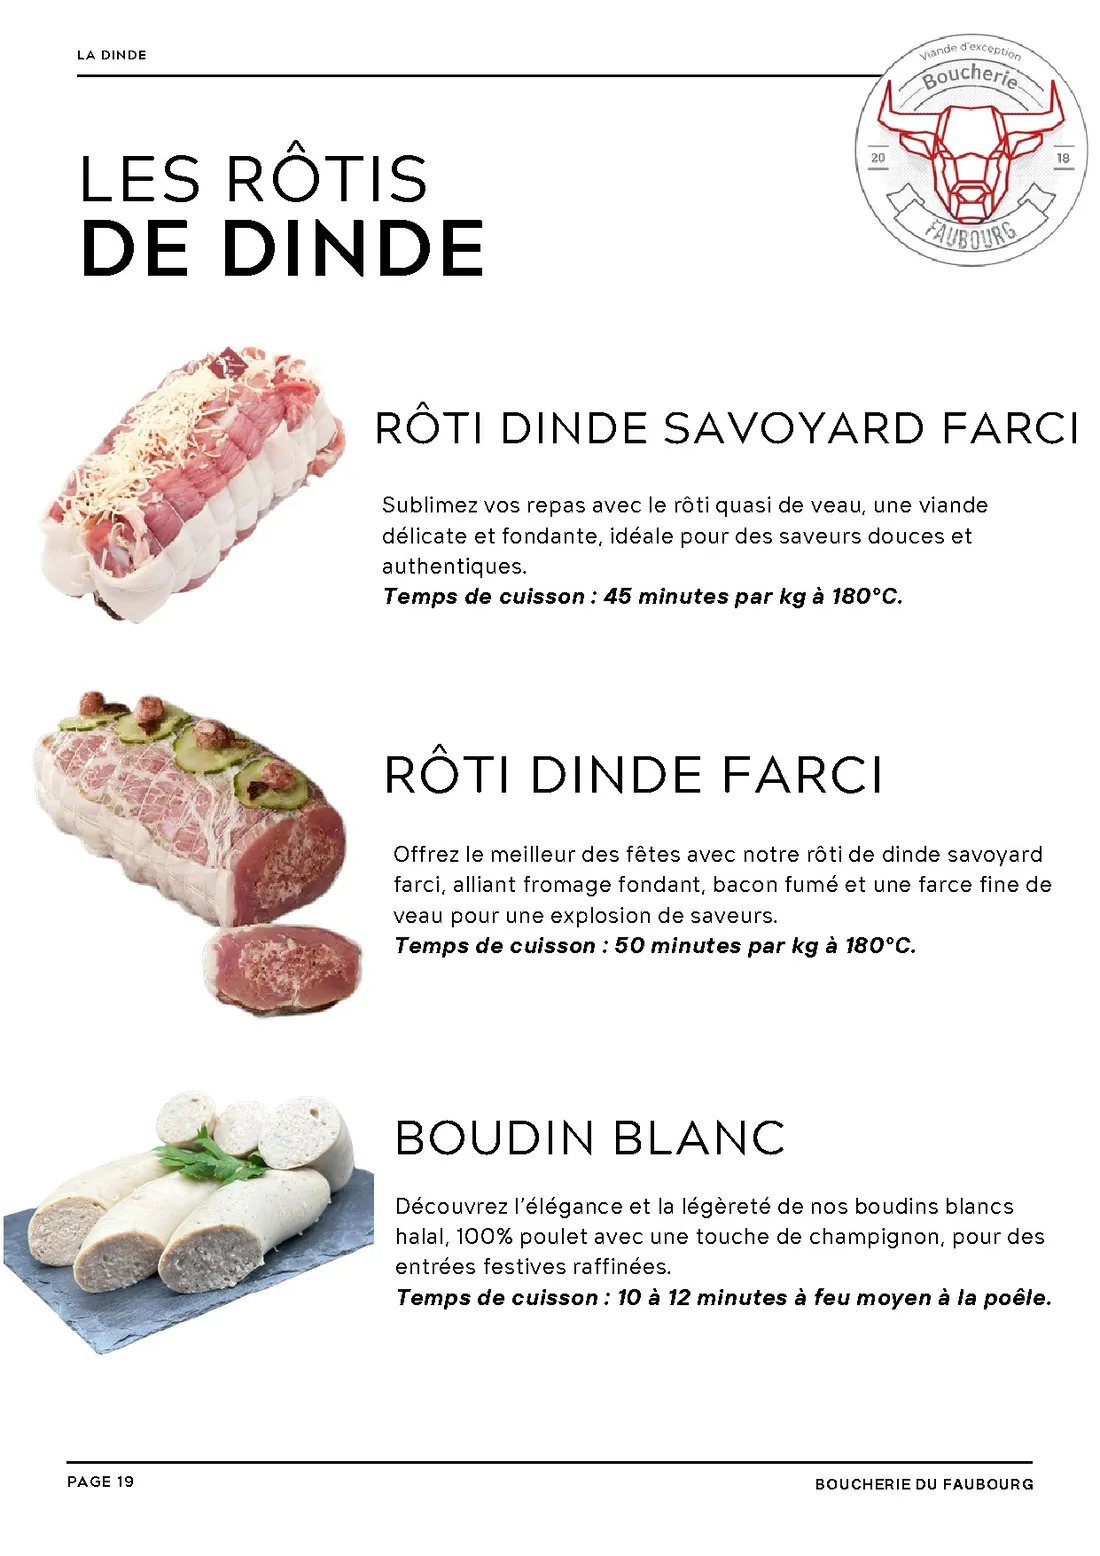 LA DINDE
Viande d'exception
Boucherie
20 18
FAUBOURG
LES RÔTIS
DE DINDE
RÔTI DINDE SAVOYARD FARCI
Sublimez vos repas avec le rôti quasi de veau, une viande
délicate et fondante, idéale pour des saveurs douces et
authentiques.
Temps de cuisson : 45 minutes par kg à 180°C.
RÔTI DINDE FARCI
Offrez le meilleur des fêtes avec notre rôti de dinde savoyard
farci, alliant fromage fondant, bacon fumé et une farce fine de
veau pour une explosion de saveurs.
Temps de cuisson : 50 minutes par kg à 180°C.
BOUDIN BLANC
Découvrez l'élégance et la légèreté de nos boudins blancs
halal, 100% poulet avec une touche de champignon, pour des
entrées festives raffinées.
Temps de cuisson : 10 à 12 minutes à feu moyen à la poêle.
PAGE 19
BOUCHERIE DU FAUBOURG